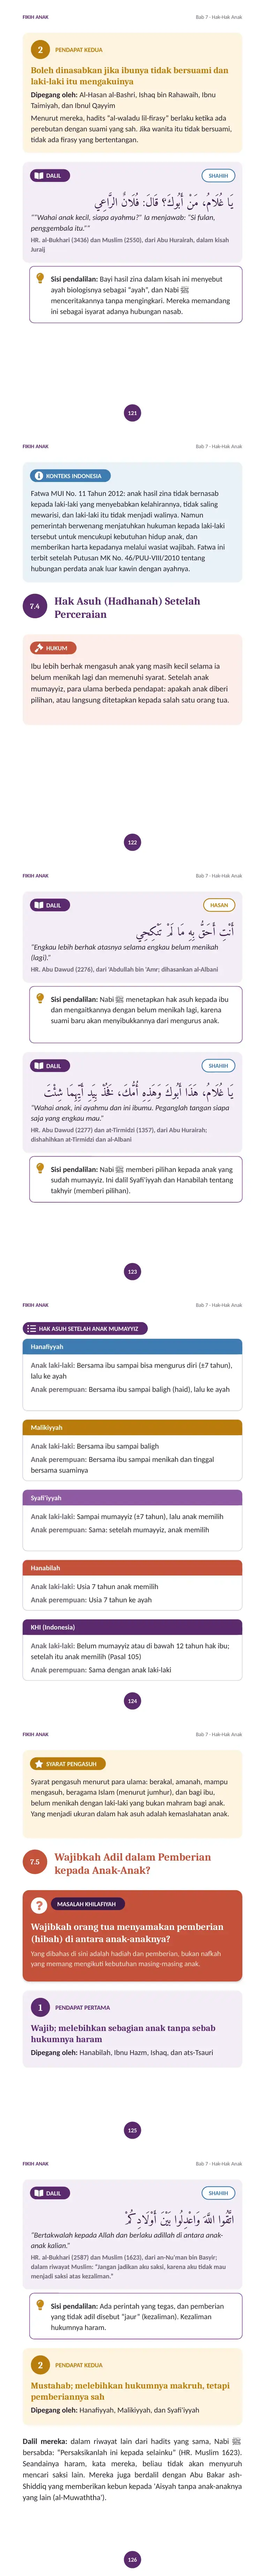 FIKIH ANAK
Bab 7 - Hak-Hak Anak
2
PENDAPAT KEDUA
Boleh dinasabkan jika ibunya tidak bersuami dan
laki-laki itu mengakuinya
Dipegang oleh: Al-Hasan al-Bashri, Ishaq bin Rahawaih, Ibnu
Taimiyah, dan Ibnul Qayyim
Menurut mereka, hadits "al-waladu lil-firasy" berlaku ketika ada
perebutan dengan suami yang sah. Jika wanita itu tidak bersuami,
tidak ada firasy yang bertentangan.
DALIL
SHAHIH
يَا غُلَامُ، مَنْ أَبُوكَ؟ قَالَ: فُلَانٌ الرَّاعِي
""Wahai anak kecil, siapa ayahmu?" Ia menjawab: "Si fulan,
penggembala itu.""
HR. al-Bukhari (3436) dan Muslim (2550), dari Abu Hurairah, dalam kisah
Juraij
Sisi pendalilan: Bayi hasil zina dalam kisah ini menyebut
ayah biologisnya sebagai "ayah", dan Nabi ﷺ
menceritakannya tanpa mengingkari. Mereka memandang
ini sebagai isyarat adanya hubungan nasab.
121
FIKIH ANAK
Bab 7 - Hak-Hak Anak
KONTEKS INDONESIA
Fatwa MUI No. 11 Tahun 2012: anak hasil zina tidak bernasab
kepada laki-laki yang menyebabkan kelahirannya, tidak saling
mewarisi, dan laki-laki itu tidak menjadi walinya. Namun
pemerintah berwenang menjatuhkan hukuman kepada laki-laki
tersebut untuk mencukupi kebutuhan hidup anak, dan
memberikan harta kepadanya melalui wasiat wajibah. Fatwa ini
terbit setelah Putusan MK No. 46/PUU-VIII/2010 tentang
hubungan perdata anak luar kawin dengan ayahnya.
7.4
Hak Asuh (Hadhanah) Setelah
Perceraian
HUKUM
Ibu lebih berhak mengasuh anak yang masih kecil selama ia
belum menikah lagi dan memenuhi syarat. Setelah anak
mumayyiz, para ulama berbeda pendapat: apakah anak diberi
pilihan, atau langsung ditetapkan kepada salah satu orang tua.
122
FIKIH ANAK
Bab 7 - Hak-Hak Anak
DALIL
HASAN
أَنْتِ أَحَقُّ بِهِ مَا لَمْ تَنْكِحِي
"Engkau lebih berhak atasnya selama engkau belum menikah
(lagi)."
HR. Abu Dawud (2276), dari 'Abdullah bin 'Amr; dihasankan al-Albani
Sisi pendalilan: Nabi ﷺ menetapkan hak asuh kepada ibu
dan mengaitkannya dengan belum menikah lagi, karena
suami baru akan menyibukkannya dari mengurus anak.
DALIL
SHAHIH
يَا غُلَامُ، هَذَا أَبُوكَ وَهَذِهِ أُمُّكَ، فَخُذْ بِيَدِ أَيِّهِمَا شِئْتَ
"Wahai anak, ini ayahmu dan ini ibumu. Peganglah tangan siapa
saja yang engkau mau."
HR. Abu Dawud (2277) dan at-Tirmidzi (1357), dari Abu Hurairah;
dishahihkan at-Tirmidzi dan al-Albani
Sisi pendalilan: Nabi ﷺ memberi pilihan kepada anak yang
sudah mumayyiz. Ini dalil Syafi'iyyah dan Hanabilah tentang
takhyir (memberi pilihan).
123
FIKIH ANAK
Bab 7 - Hak-Hak Anak
HAK ASUH SETELAH ANAK MUMAYYIZ
Hanafiyyah
Anak laki-laki: Bersama ibu sampai bisa mengurus diri (±7 tahun),
lalu ke ayah
Anak perempuan: Bersama ibu sampai baligh (haid), lalu ke ayah
Malikiyyah
Anak laki-laki: Bersama ibu sampai baligh
Anak perempuan: Bersama ibu sampai menikah dan tinggal
bersama suaminya
Syafi'iyyah
Anak laki-laki: Sampai mumayyiz (±7 tahun), lalu anak memilih
Anak perempuan: Sama: setelah mumayyiz, anak memilih
Hanabilah
Anak laki-laki: Usia 7 tahun anak memilih
Anak perempuan: Usia 7 tahun ke ayah
KHI (Indonesia)
Anak laki-laki: Belum mumayyiz atau di bawah 12 tahun hak ibu;
setelah itu anak memilih (Pasal 105)
Anak perempuan: Sama dengan anak laki-laki
124
FIKIH ANAK
Bab 7 - Hak-Hak Anak
SYARAT PENGASUH
Syarat pengasuh menurut para ulama: berakal, amanah, mampu
mengasuh, beragama Islam (menurut jumhur), dan bagi ibu,
belum menikah dengan laki-laki yang bukan mahram bagi anak.
Yang menjadi ukuran dalam hak asuh adalah kemaslahatan anak.
7.5
Wajibkah Adil dalam Pemberian
kepada Anak-Anak?
MASALAH KHILAFIYAH
Wajibkah orang tua menyamakan pemberian
(hibah) di antara anak-anaknya?
Yang dibahas di sini adalah hadiah dan pemberian, bukan nafkah
yang memang mengikuti kebutuhan masing-masing anak.
1
PENDAPAT PERTAMA
Wajib; melebihkan sebagian anak tanpa sebab
hukumnya haram
Dipegang oleh: Hanabilah, Ibnu Hazm, Ishaq, dan ats-Tsauri
125
FIKIH ANAK
Bab 7 - Hak-Hak Anak
DALIL
SHAHIH
اتَّقُوا اللَّهَ وَاعْدِلُوا بَيْنَ أَوْلَادِكُمْ
"Bertakwalah kepada Allah dan berlaku adillah di antara anak-
anak kalian."
HR. al-Bukhari (2587) dan Muslim (1623), dari an-Nu'man bin Basyir;
dalam riwayat Muslim: "Jangan jadikan aku saksi, karena aku tidak mau
menjadi saksi atas kezaliman."
Sisi pendalilan: Ada perintah yang tegas, dan pemberian
yang tidak adil disebut "jaur" (kezaliman). Kezaliman
hukumnya haram.
2
PENDAPAT KEDUA
Mustahab; melebihkan hukumnya makruh, tetapi
pemberiannya sah
Dipegang oleh: Hanafiyyah, Malikiyyah, dan Syafi'iyyah
Dalil mereka: dalam riwayat lain dari hadits yang sama, Nabi ﷺ
bersabda: "Persaksikanlah ini kepada selainku" (HR. Muslim 1623).
Seandainya haram, kata mereka, beliau tidak akan menyuruh
mencari saksi lain. Mereka juga berdalil dengan Abu Bakar ash-
Shiddiq yang memberikan kebun kepada 'Aisyah tanpa anak-anaknya
yang lain (al-Muwaththa').
126